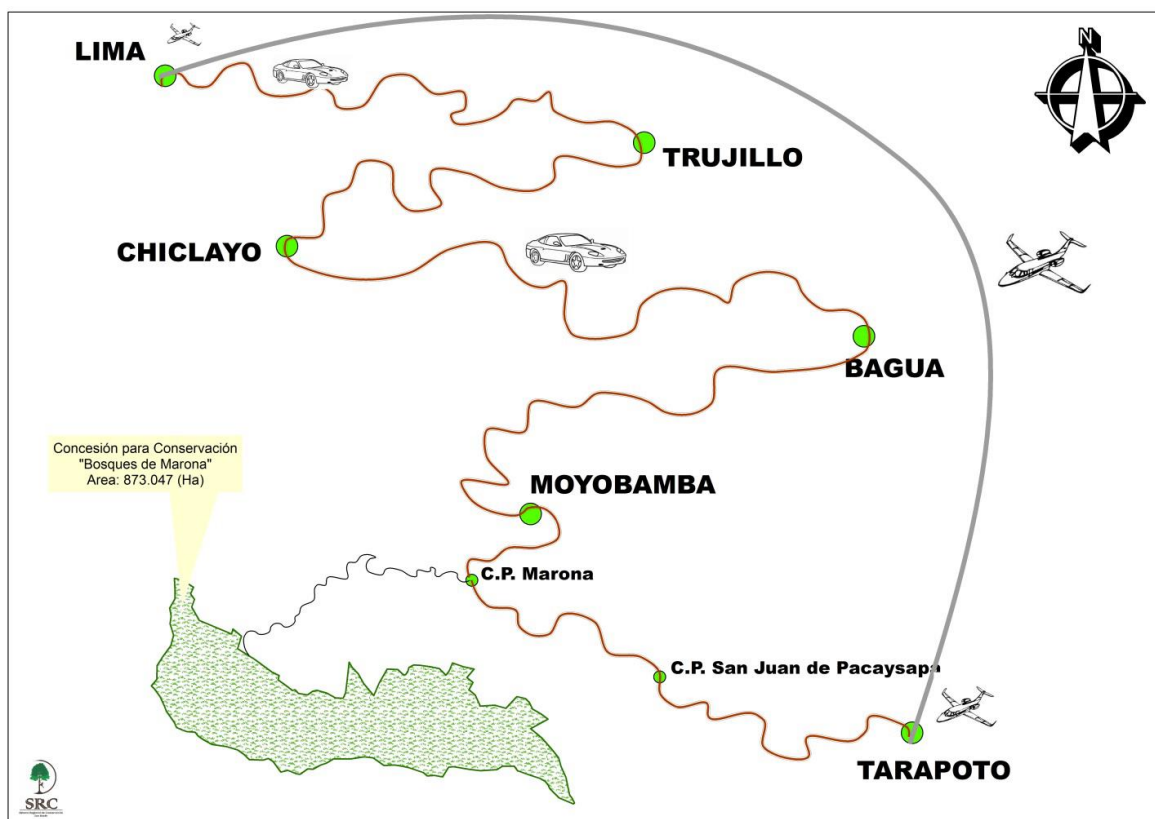 N
LIMA
TRUJILLO
CHICLAYO
BAGUA
Concesión para Conservación
"Bosques de Marona"
Area: 873.047 (Ha)
MOYOBAMBA
C.P. Marona
C.P. San Juan de Pacaysapa
TARAPOTO
SRC